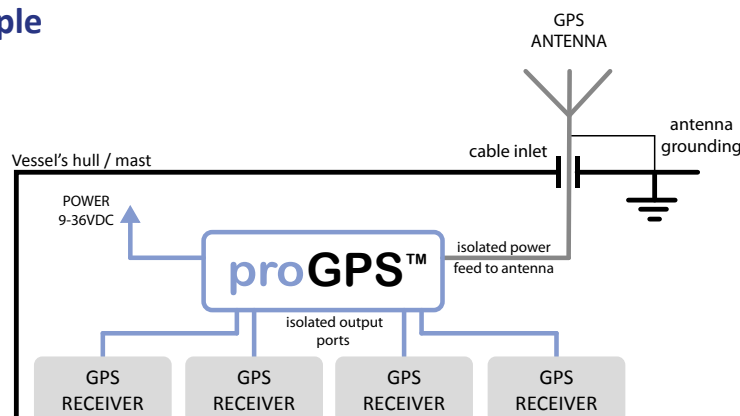 ple
GPS
ANTENNA
antenna
grounding
cable inlet
Vessel's hull / mast
POWER
9-36VDC
proGPS™
isolated power
feed to antenna
isolated output
ports
GPS
RECEIVER
GPS
RECEIVER
GPS
RECEIVER
GPS
RECEIVER